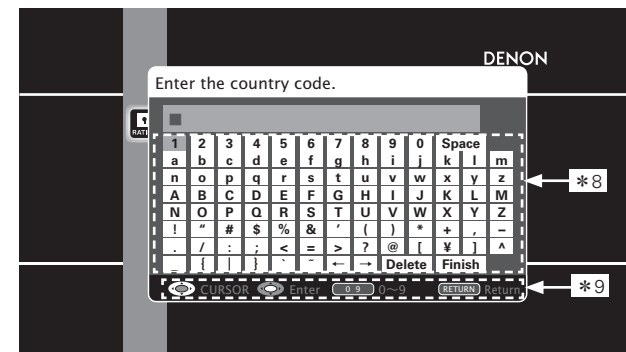 DENON
Enter the country code.
RATI
1 2 3 4 5 6 7 8 9 0 Space
a b c d e f g h i j k l m
n o p q r s t u v w x y z
A B C D E F G H I J K L M
N O P Q R S T U V W X Y Z
! " # $ % & ' ( ) * + , –
. / : ; < = > ? @ [ ¥ ] ^
_ { | } ` ‾ ← → Delete Finish
*8
CURSOR Enter 0 9 0~9 RETURN Return
*9